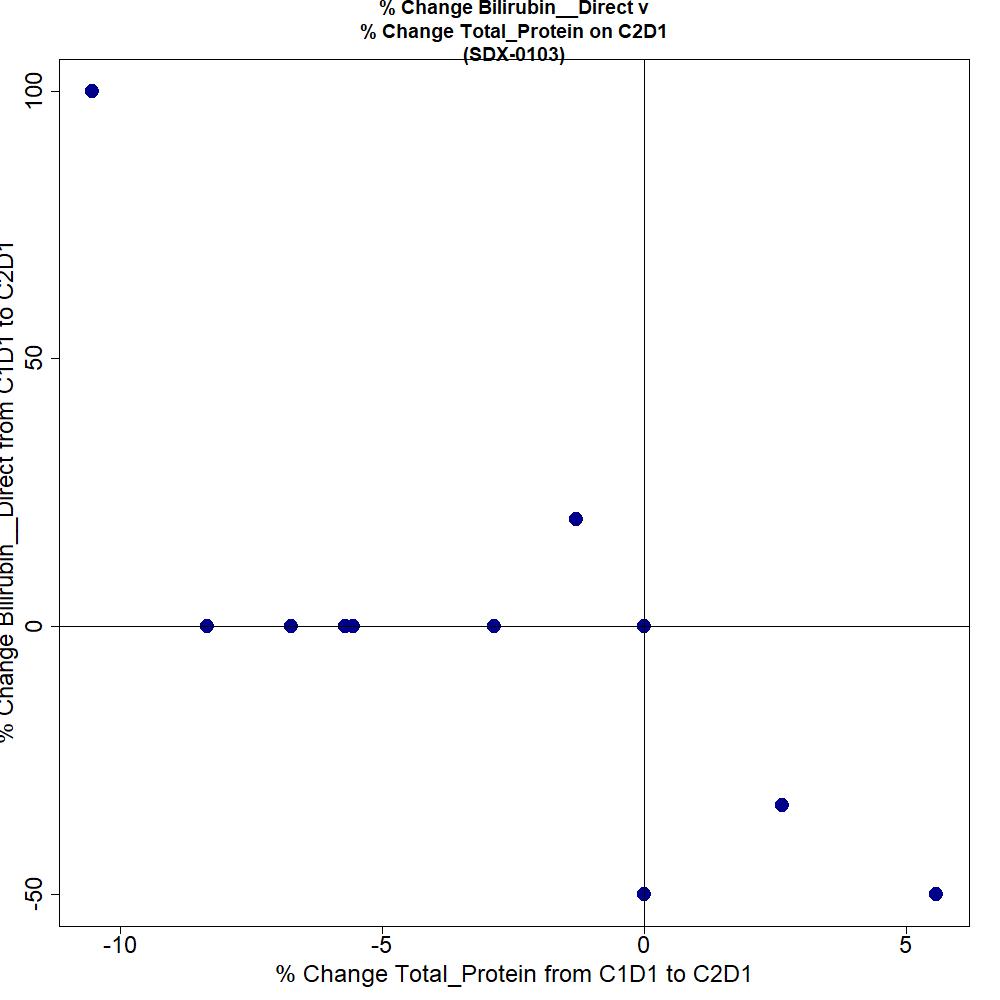 % Change Bilirubin__Direct v
% Change Total_Protein on C2D1
(SDX-0103)
% Change Bilirubin__Direct from C1D1 to C2D1
100
50
0
-50
-10
-5
0
5
% Change Total_Protein from C1D1 to C2D1